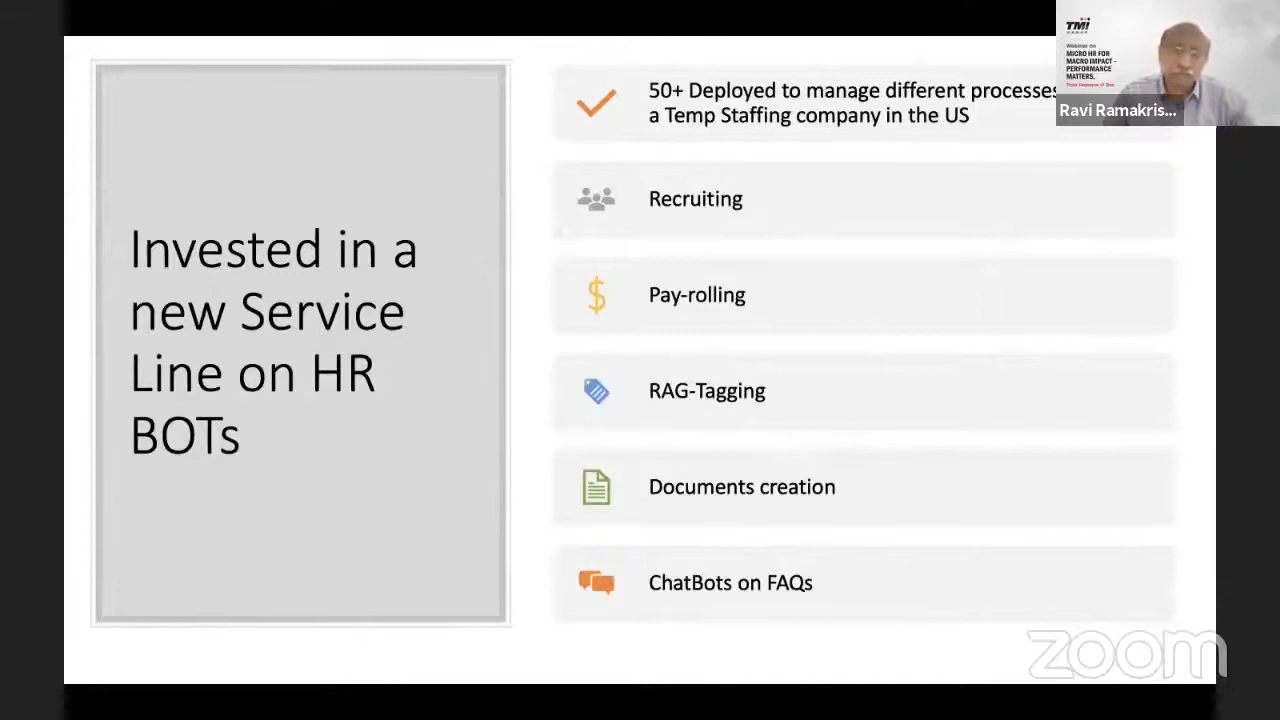 Invested in a
new Service
Line on HR
BOTs
50+ Deployed to manage different processes
a Temp Staffing company in the US
Recruiting
Pay-rolling
RAG-Tagging
Documents creation
ChatBots on FAQs
TMI
GROUP
Webinar on
MICRO HR FOR
MACRO IMPACT -
PERFORMANCE
MATTERS.
Ravi Ramakris...
zoom